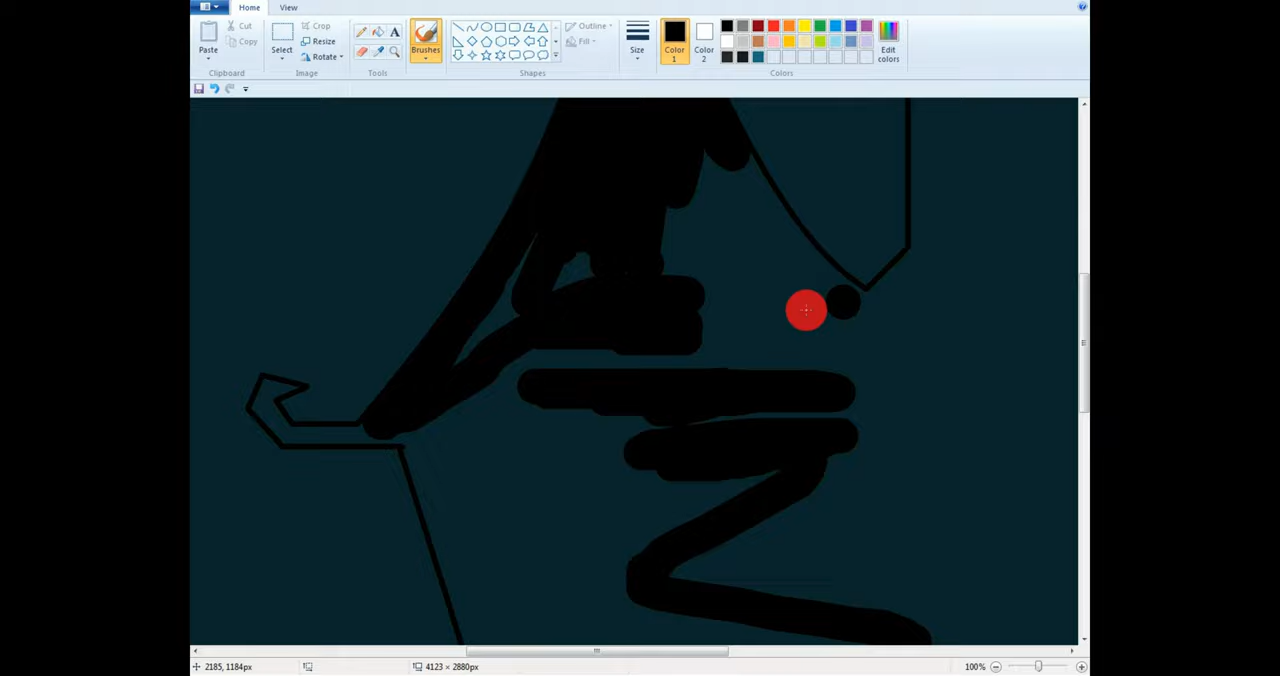 Home View
Cut
Copy
Paste
Clipboard
Select
Crop
Resize
Rotate
Image
A
Tools
Brushes
Shapes
Outline
Fill
Size
Color 1
Color 2
Edit colors
Colors
2185, 1184px
4123 × 2880px
100%